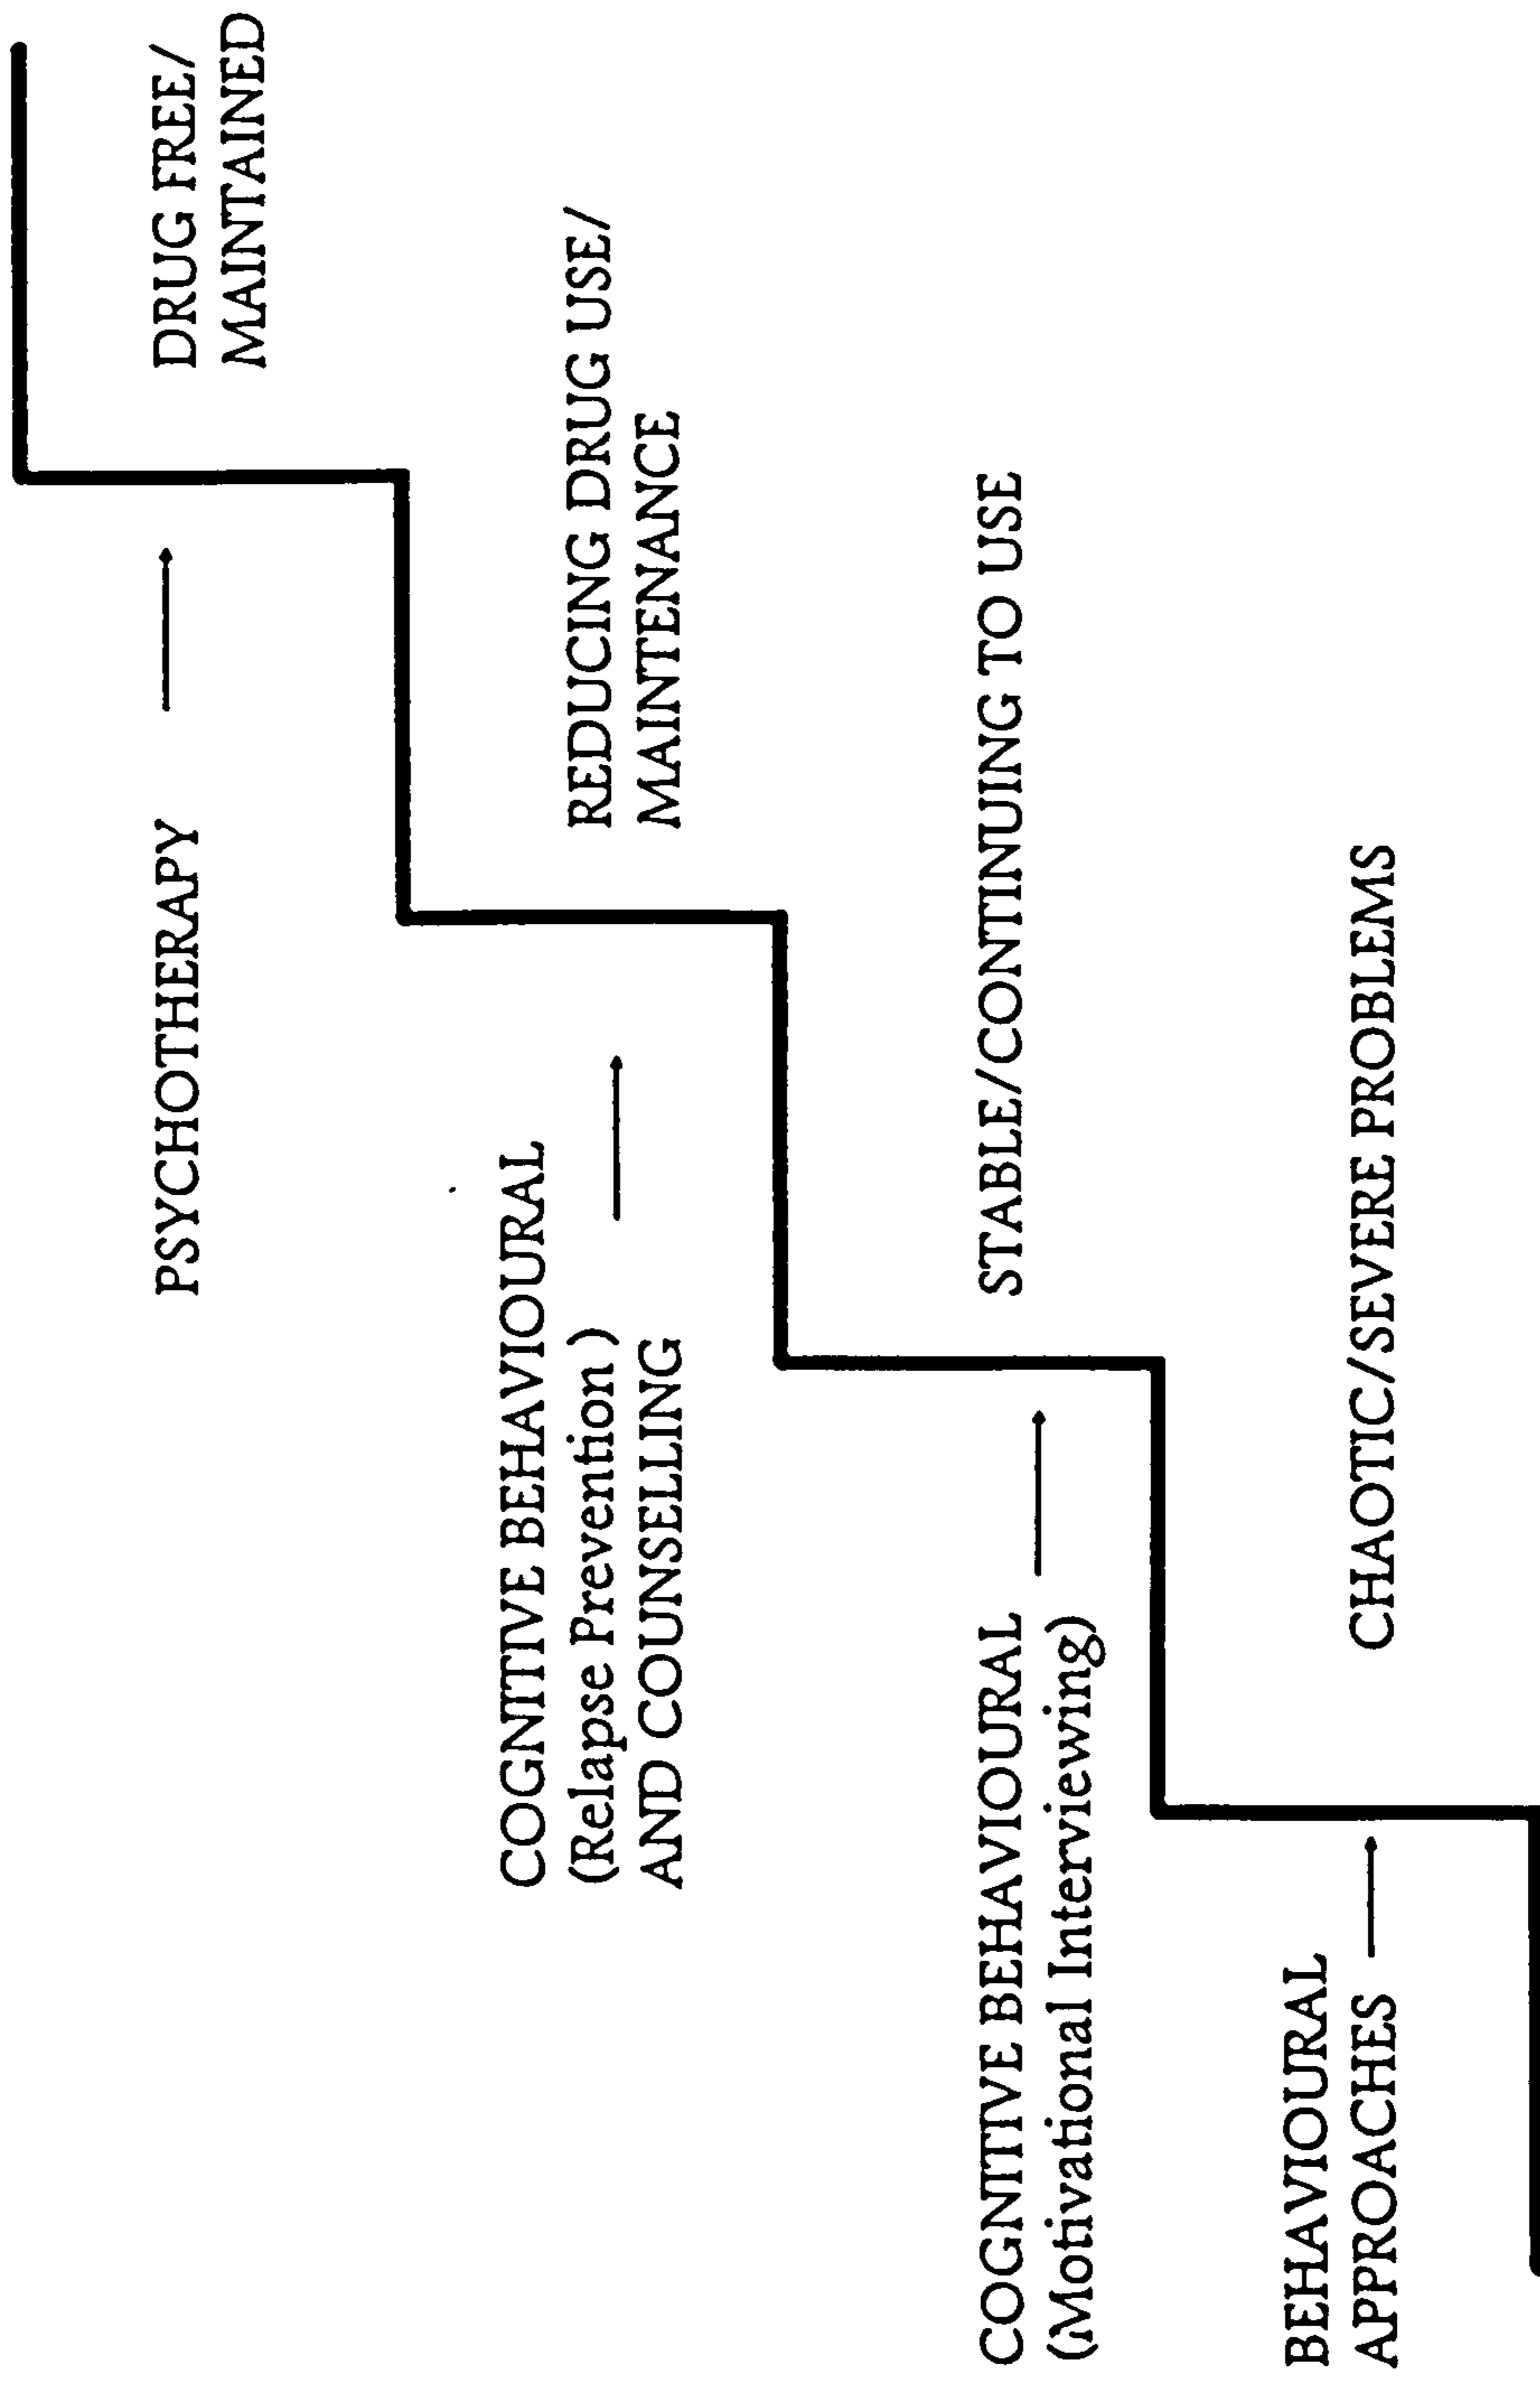 PSYCHOTHERAPY
DRUG FREE/
MAINTAINED
COGNITIVE BEHAVIOURAL
(Relapse Prevention )
AND COUNSELLING
REDUCING DRUG USE/
MAINTENANCE
COGNITIVE BEHAVIOURAL
(Motivational Interviewing)
STABLE/CONTINUING TO USE
BEHAVIOURAL
APPROACHES
CHAOTIC/SEVERE PROBLEMS